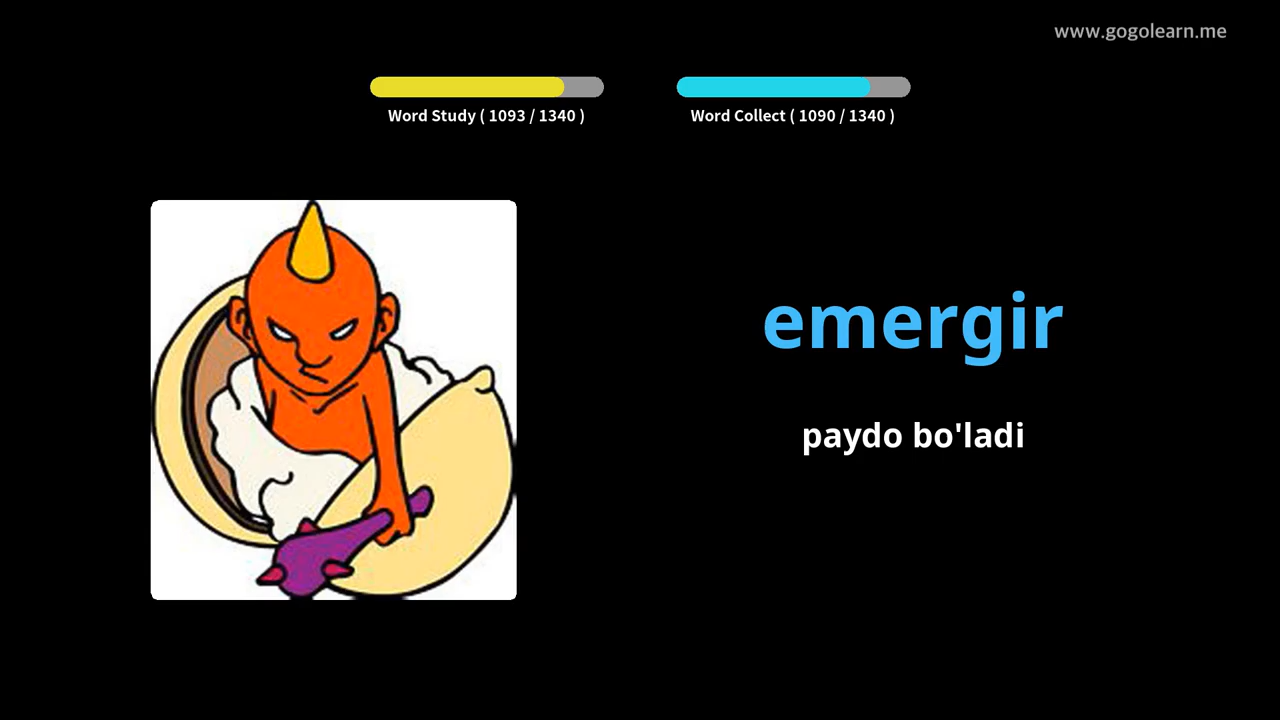 www.gogolearn.me
Word Study ( 1093 / 1340 )
Word Collect ( 1090 / 1340 )
emergir
paydo bo'ladi